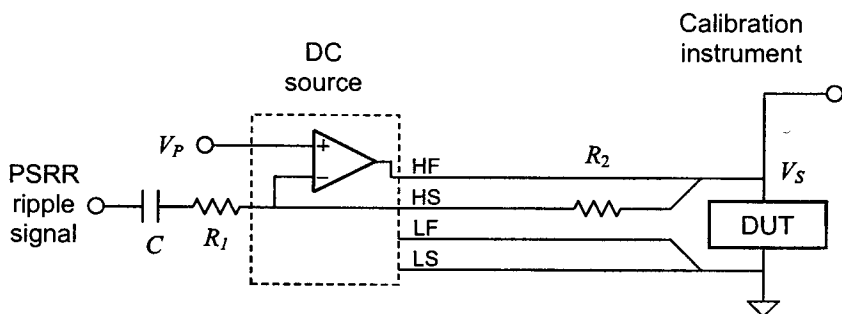 Calibration
instrument
DC
source
V_P
+
−
HF
R_2
V_S
PSRR
ripple
signal
C
R_1
HS
LF
LS
DUT